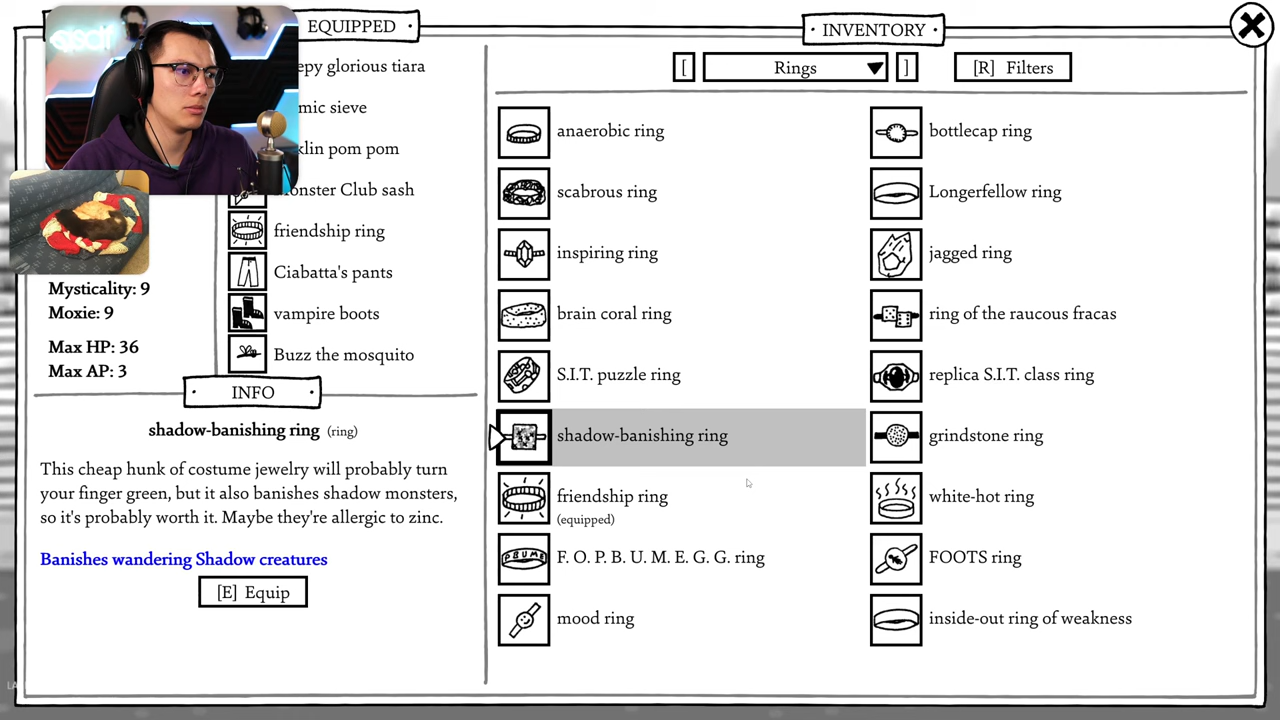 EQUIPPED
epy glorious tiara
mic sieve
klin pom pom
onster Club sash
friendship ring
Ciabatta's pants
vampire boots
Buzz the mosquito
Mysticality: 9
Moxie: 9
Max HP: 36
Max AP: 3
INFO
shadow-banishing ring (ring)
This cheap hunk of costume jewelry will probably turn
your finger green, but it also banishes shadow monsters,
so it's probably worth it. Maybe they're allergic to zinc.
Banishes wandering Shadow creatures
[E] Equip
INVENTORY
[ Rings ]
[R] Filters
anaerobic ring
bottlecap ring
scabrous ring
Longerfellow ring
inspiring ring
jagged ring
brain coral ring
ring of the raucous fracas
S.I.T. puzzle ring
replica S.I.T. class ring
shadow-banishing ring
grindstone ring
friendship ring
(equipped)
white-hot ring
F. O. P. B. U. M. E. G. G. ring
FOOTS ring
mood ring
inside-out ring of weakness